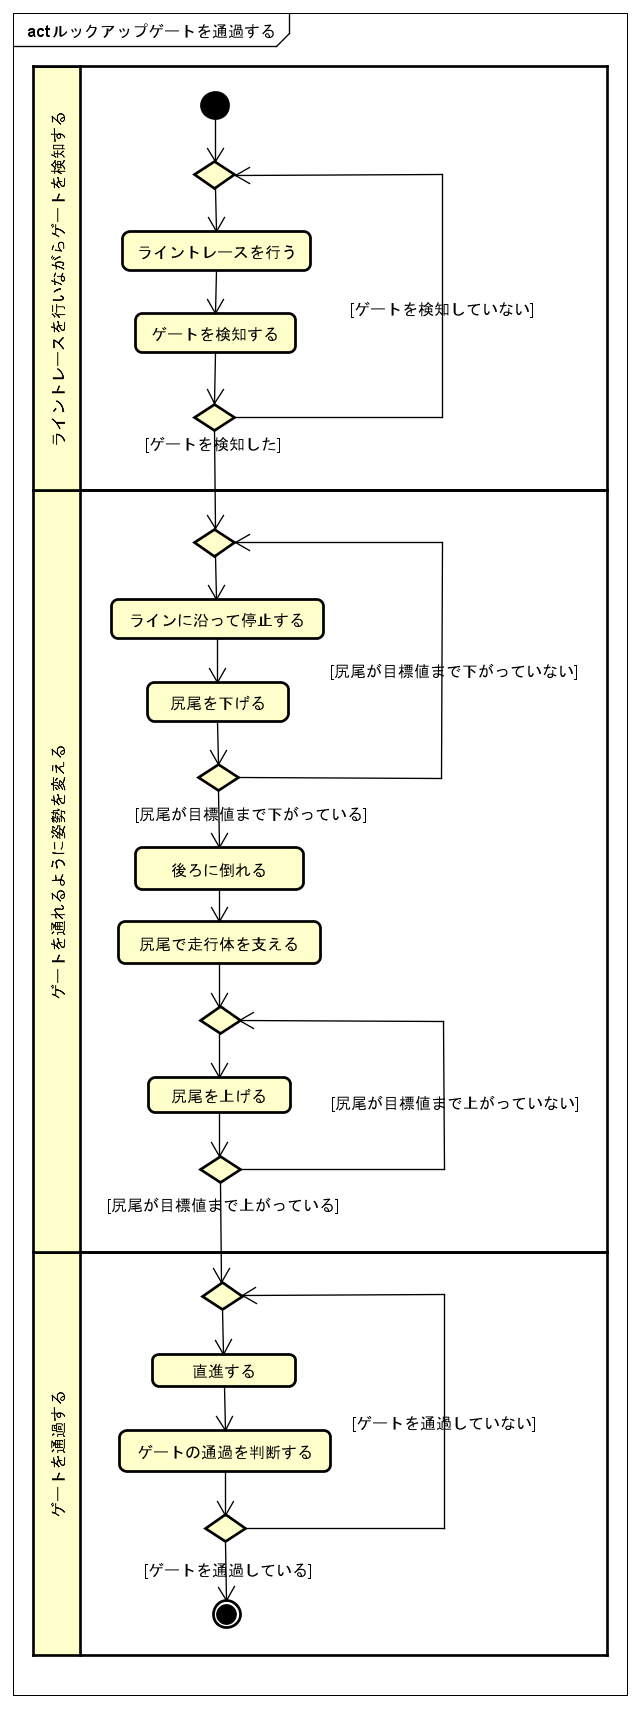 actルックアップゲートを通過する
ライントレースを行いながらゲートを検知する
ライントレースを行う
[ゲートを検知していない]
ゲートを検知する
[ゲートを検知した]
ゲートを通れるように姿勢を変える
ラインに沿って停止する
[尻尾が目標値まで下がっていない]
尻尾を下げる
[尻尾が目標値まで下がっている]
後ろに倒れる
尻尾で走行体を支える
尻尾を上げる
[尻尾が目標値まで上がっていない]
[尻尾が目標値まで上がっている]
ゲートを通過する
直進する
[ゲートを通過していない]
ゲートの通過を判断する
[ゲートを通過している]